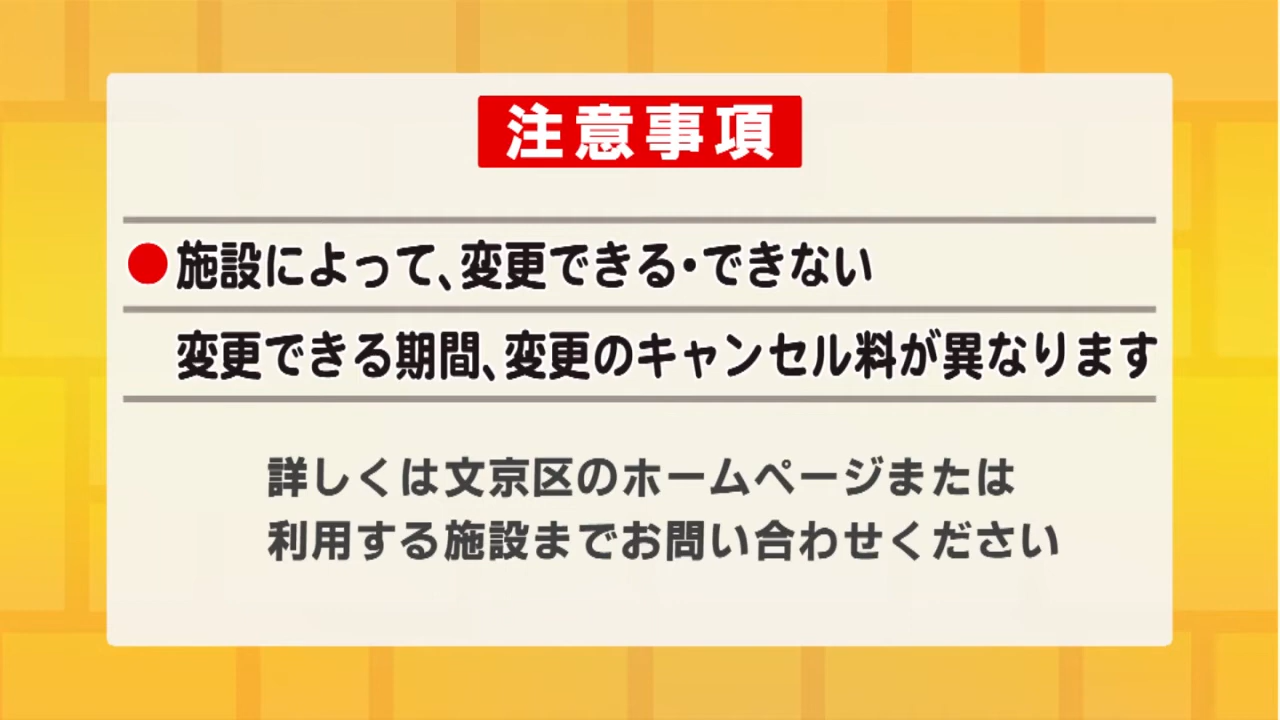 注意事項
●施設によって、変更できる・できない
変更できる期間、変更のキャンセル料が異なります
詳しくは文京区のホームページまたは
利用する施設までお問い合わせください